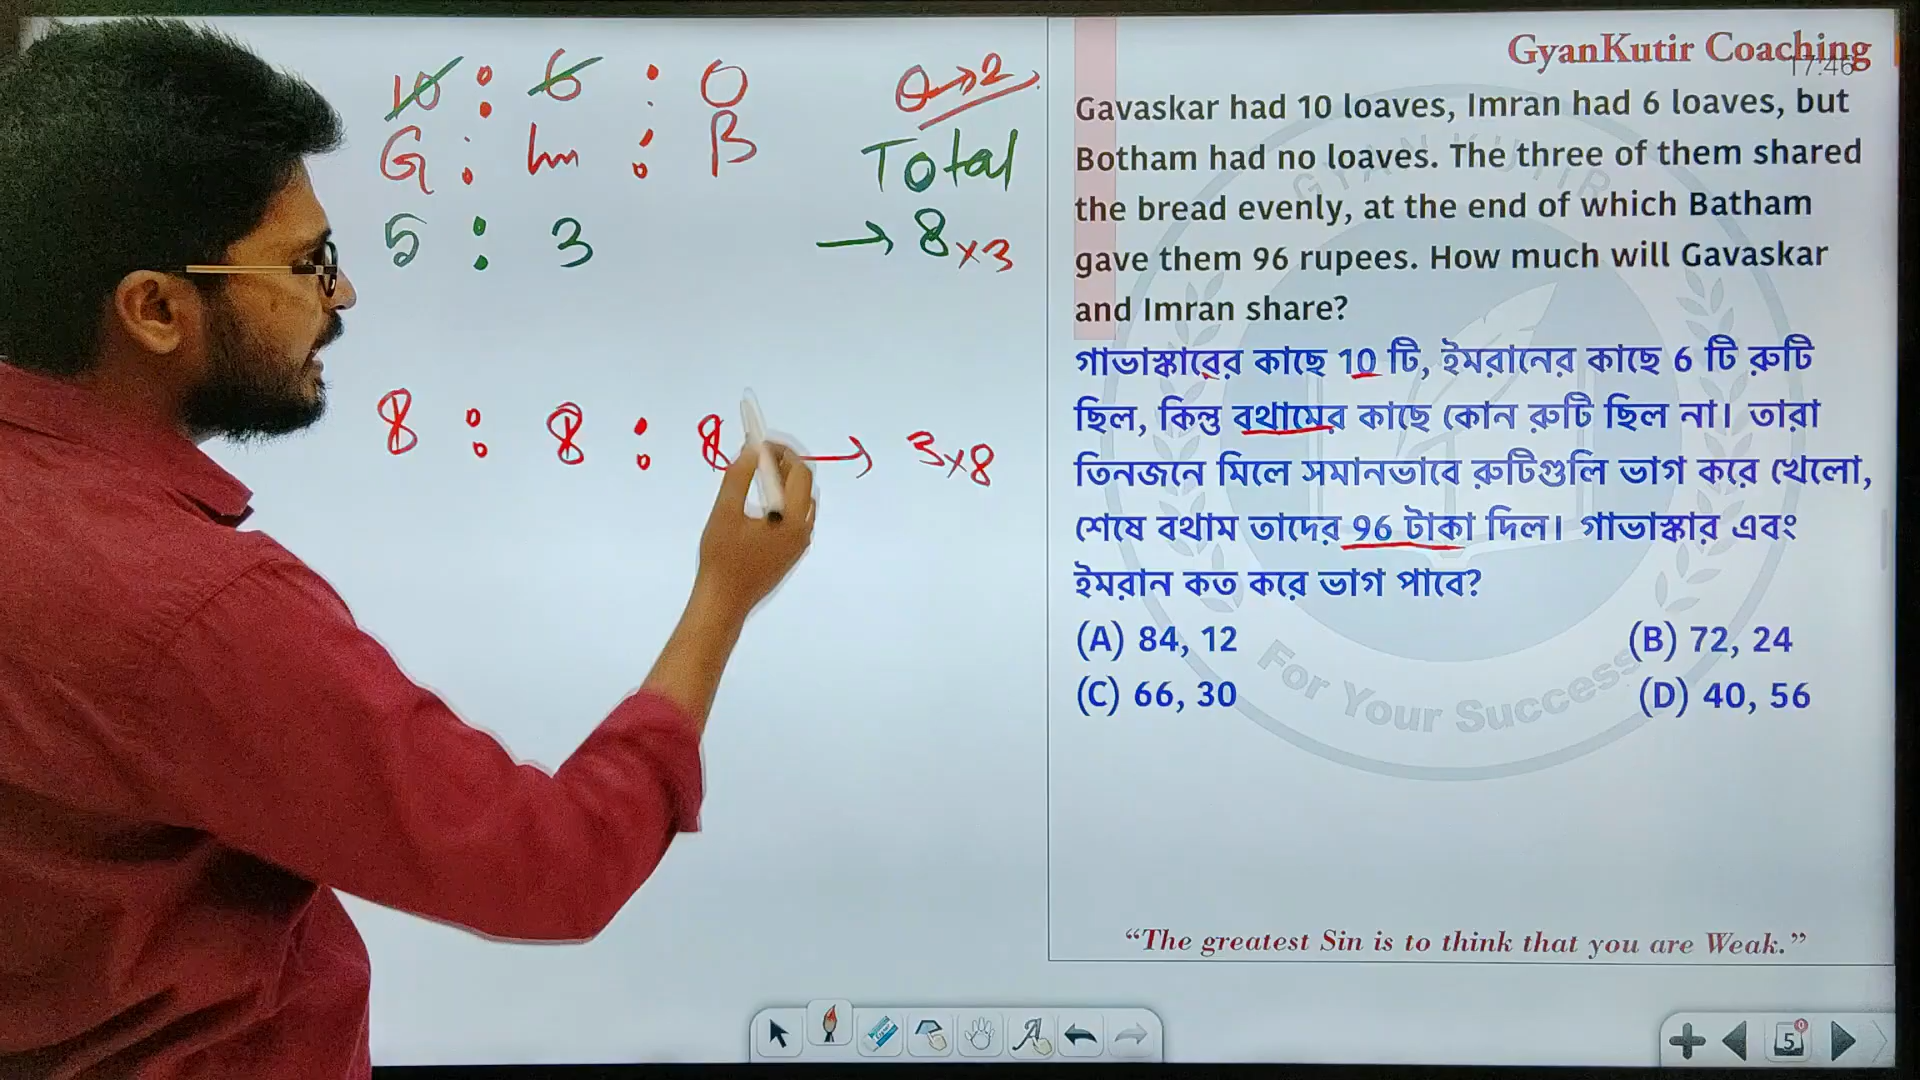 10 : 6 : 0
G : Im : B
5 : 3
8 : 8 : 8 → 3×8
Q→2
Total
→ 8×3
GyanKutir Coaching
17:46
Gavaskar had 10 loaves, Imran had 6 loaves, but
Botham had no loaves. The three of them shared
the bread evenly, at the end of which Batham
gave them 96 rupees. How much will Gavaskar
and Imran share?
গাভাস্কারের কাছে 10 টি, ইমরানের কাছে 6 টি রুটি
ছিল, কিন্তু বথামের কাছে কোন রুটি ছিল না। তারা
তিনজনে মিলে সমানভাবে রুটিগুলি ভাগ করে খেলো,
শেষে বথাম তাদের 96 টাকা দিল। গাভাস্কার এবং
ইমরান কত করে ভাগ পাবে?
(A) 84, 12 (B) 72, 24
(C) 66, 30 (D) 40, 56
GYAN KUTIR
For Your Success
“The greatest Sin is to think that you are Weak.”
5